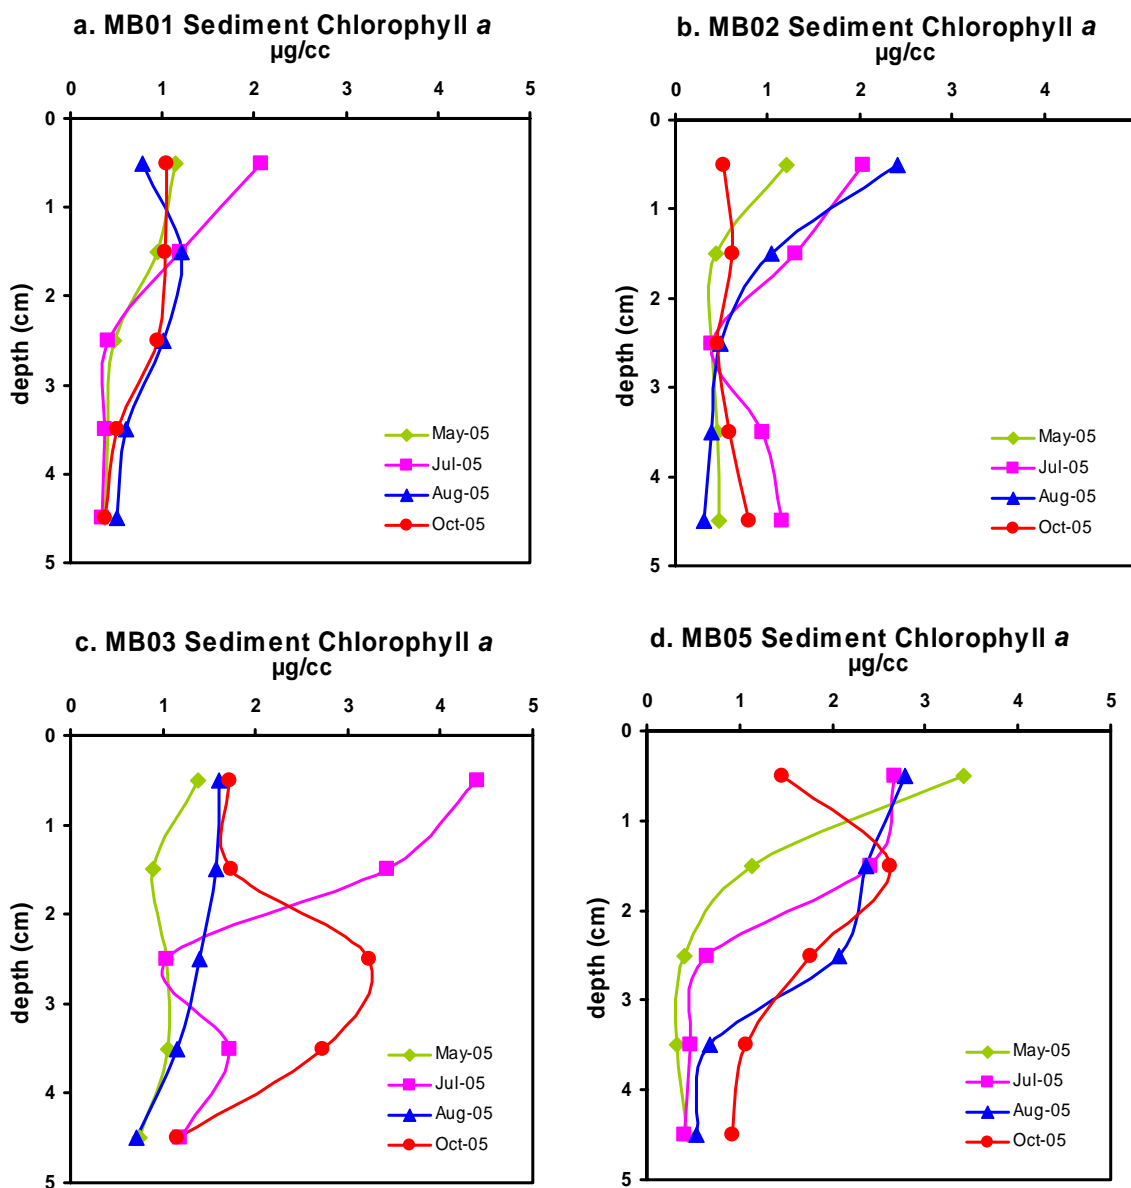 a. MB01 Sediment Chlorophyll a
µg/cc
0 1 2 3 4 5
0
1
2
3
4
5
depth (cm)
May-05
Jul-05
Aug-05
Oct-05
b. MB02 Sediment Chlorophyll a
µg/cc
0 1 2 3 4
0
1
2
3
4
5
depth (cm)
May-05
Jul-05
Aug-05
Oct-05
c. MB03 Sediment Chlorophyll a
µg/cc
0 1 2 3 4 5
0
1
2
3
4
5
depth (cm)
May-05
Jul-05
Aug-05
Oct-05
d. MB05 Sediment Chlorophyll a
µg/cc
0 1 2 3 4 5
0
1
2
3
4
5
depth (cm)
May-05
Jul-05
Aug-05
Oct-05